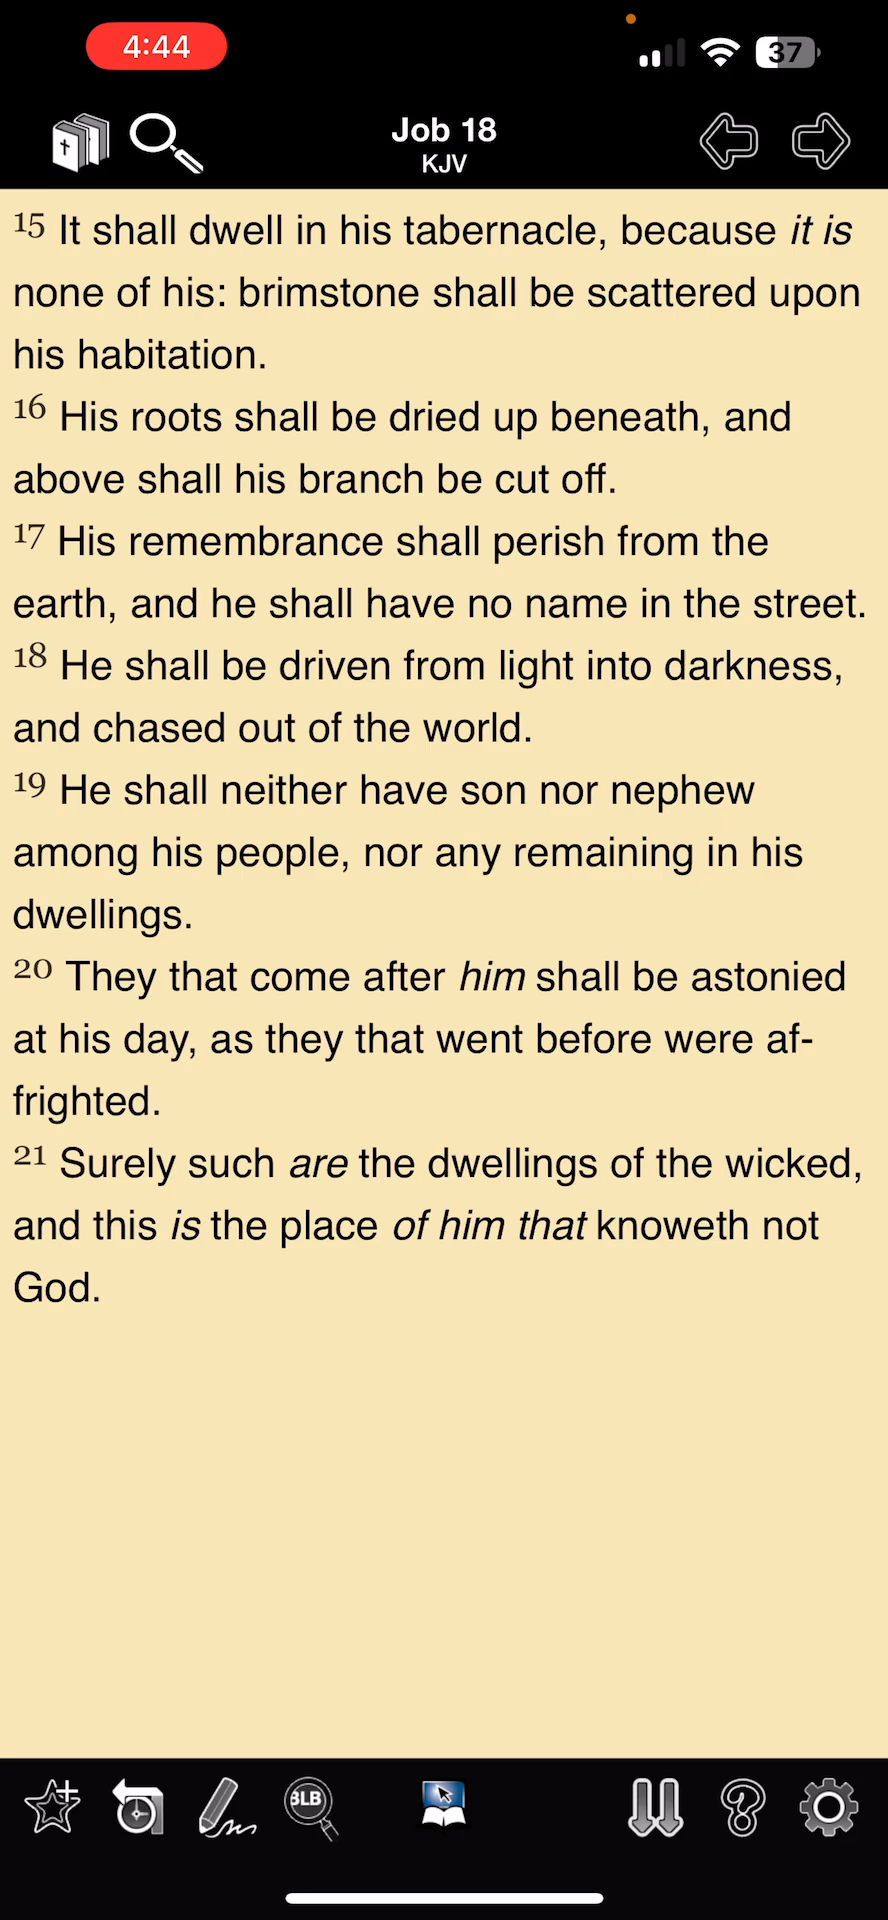 4:44
37
Job 18
KJV
15 It shall dwell in his tabernacle, because it is
none of his: brimstone shall be scattered upon
his habitation.
16 His roots shall be dried up beneath, and
above shall his branch be cut off.
17 His remembrance shall perish from the
earth, and he shall have no name in the street.
18 He shall be driven from light into darkness,
and chased out of the world.
19 He shall neither have son nor nephew
among his people, nor any remaining in his
dwellings.
20 They that come after him shall be astonied
at his day, as they that went before were af-
frighted.
21 Surely such are the dwellings of the wicked,
and this is the place of him that knoweth not
God.
BLB